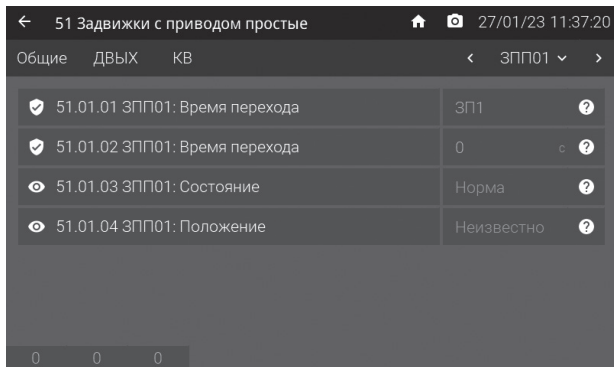 51 Задвижки с приводом простые 27/01/23 11:37:20
Общие ДВЫХ КВ ЗПП01
51.01.01 ЗПП01: Время перехода ЗП1
51.01.02 ЗПП01: Время перехода 0 с
51.01.03 ЗПП01: Состояние Норма
51.01.04 ЗПП01: Положение Неизвестно
0 0 0